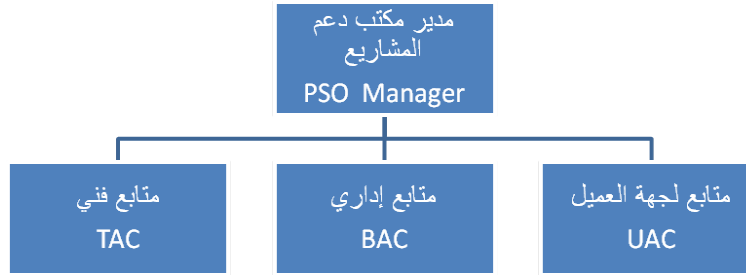 مدير مكتب دعم
المشاريع
PSO Manager
متابع لجهة العميل
UAC
متابع إداري
BAC
متابع فني
TAC